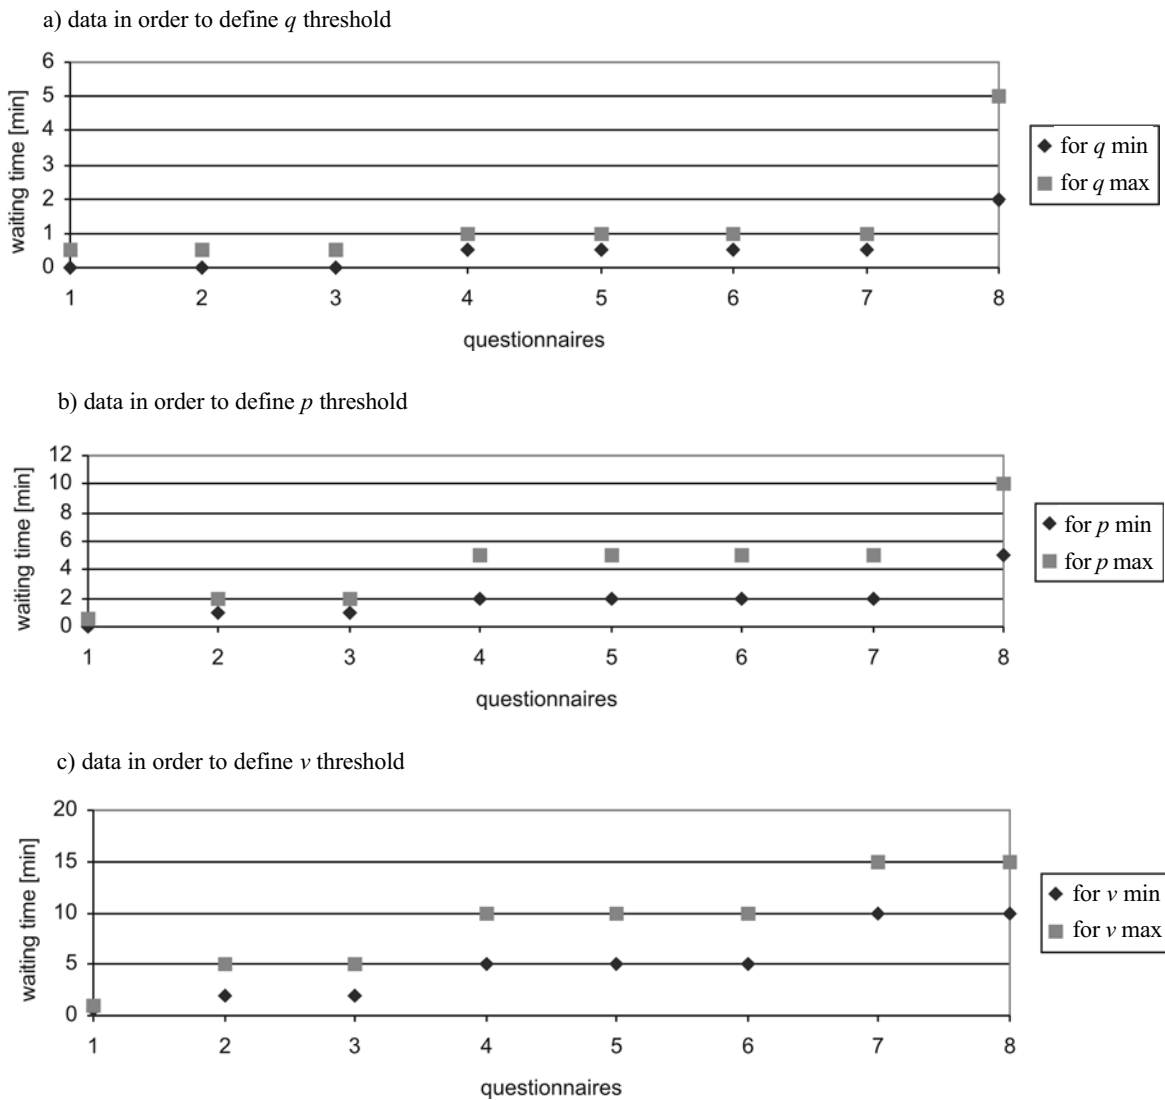 a) data in order to define q threshold
6
5
4
3
2
1
0
waiting time [min]
1 2 3 4 5 6 7 8
questionnaires
for q min
for q max
b) data in order to define p threshold
12
10
8
6
4
2
0
waiting time [min]
1 2 3 4 5 6 7 8
questionnaires
for p min
for p max
c) data in order to define v threshold
20
15
10
5
0
waiting time [min]
1 2 3 4 5 6 7 8
questionnaires
for v min
for v max